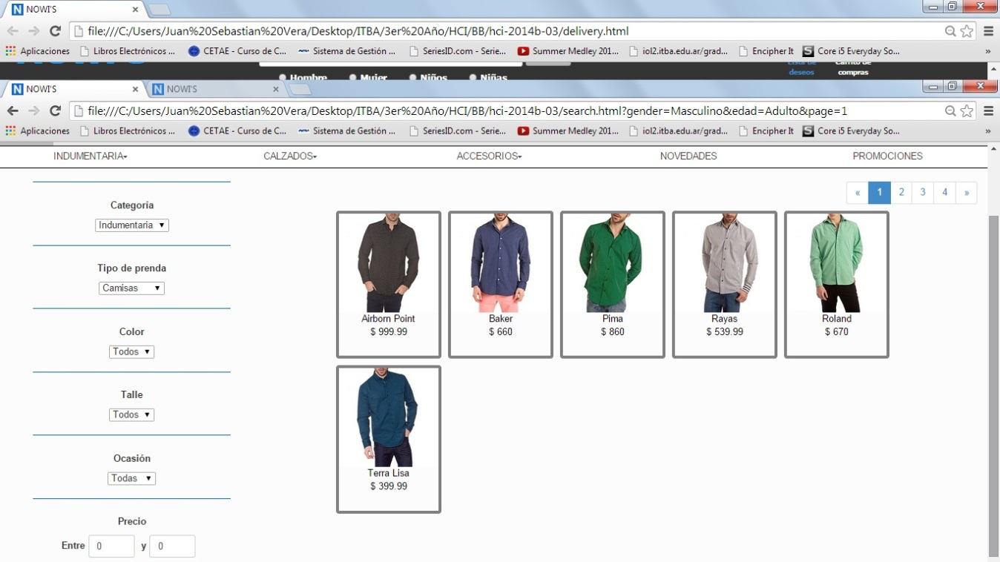 NOWI'S
file:///C:/Users/Juan%20Sebastian%20Vera/Desktop/ITBA/3er%20Año/HCI/BB/hci-2014b-03/delivery.html
Aplicaciones Libros Electrónicos ... CETAE - Curso de C... Sistema de Gestión ... SeriesID.com - Serie... Summer Medley 201... iol2.itba.edu.ar/grad... Encipher It Core i5 Everyday So... »
Hombre Mujer Niños Niñas
deseos compras
NOWI'S NOWI'S
file:///C:/Users/Juan%20Sebastian%20Vera/Desktop/ITBA/3er%20Año/HCI/BB/hci-2014b-03/search.html?gender=Masculino&edad=Adulto&page=1
Aplicaciones Libros Electrónicos ... CETAE - Curso de C... Sistema de Gestión ... SeriesID.com - Serie... Summer Medley 201... iol2.itba.edu.ar/grad... Encipher It Core i5 Everyday So... »
INDUMENTARIA CALZADOS ACCESORIOS NOVEDADES PROMOCIONES
« 1 2 3 4 »
Categoría
Indumentaria
Tipo de prenda
Camisas
Color
Todos
Talle
Todos
Ocasión
Todas
Precio
Entre 0 y 0
Airborn Point
$ 999.99
Baker
$ 660
Pima
$ 860
Rayas
$ 539.99
Roland
$ 670
Terra Lisa
$ 399.99